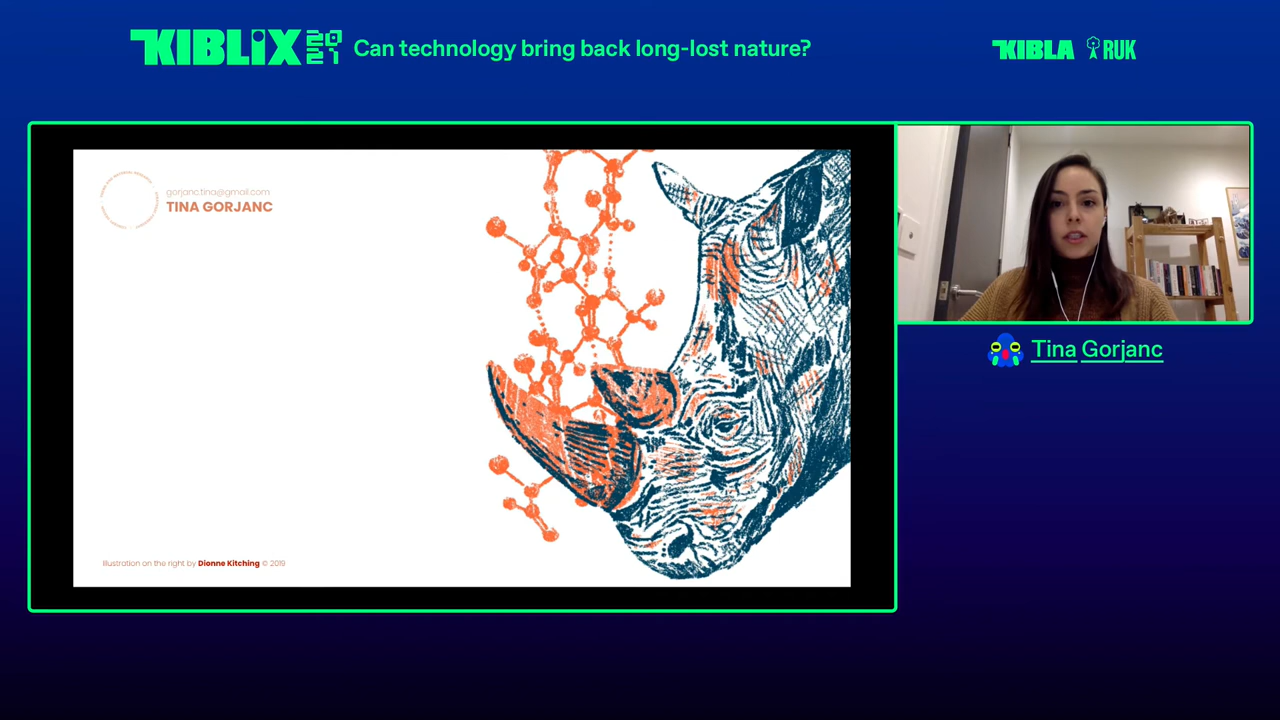 KIBLIX 2021
Can technology bring back long-lost nature?
KIBLA
RUK
gorjanc.tina@gmail.com
TINA GORJANC
Tina Gorjanc
Illustration on the right by Dionne Kitching © 2019